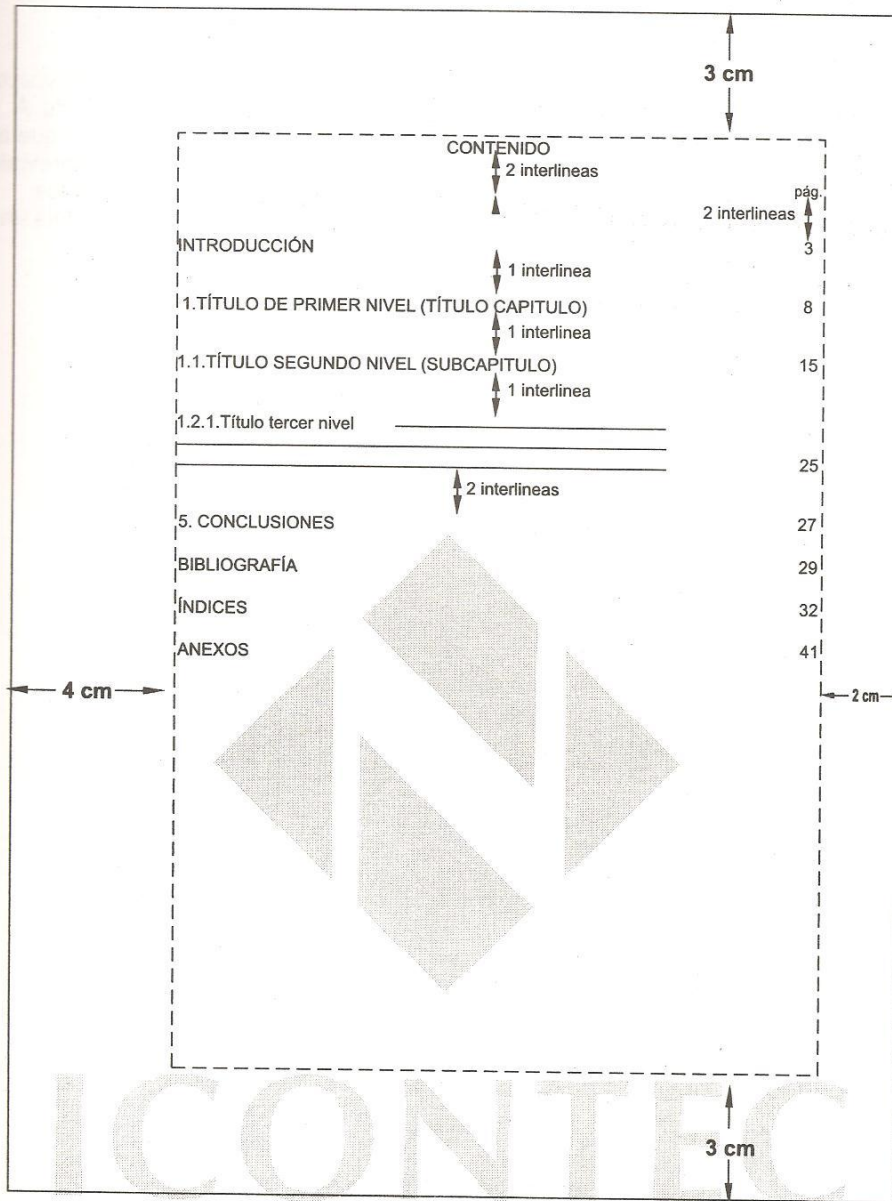 3 cm
CONTENIDO
2 interlineas
pág.
2 interlineas
INTRODUCCIÓN 3
1 interlinea
1.TÍTULO DE PRIMER NIVEL (TÍTULO CAPITULO) 8
1 interlinea
1.1.TÍTULO SEGUNDO NIVEL (SUBCAPITULO) 15
1 interlinea
1.2.1.Título tercer nivel
25
2 interlineas
5. CONCLUSIONES 27
BIBLIOGRAFÍA 29
ÍNDICES 32
ANEXOS 41
4 cm 2 cm
ICONTEC
3 cm